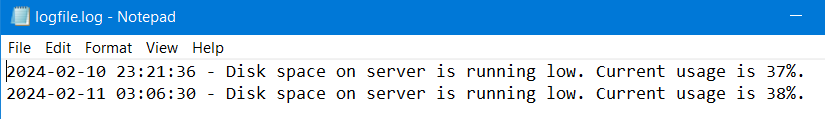 logfile.log - Notepad
File Edit Format View Help
2024-02-10 23:21:36 - Disk space on server is running low. Current usage is 37%.
2024-02-11 03:06:30 - Disk space on server is running low. Current usage is 38%.